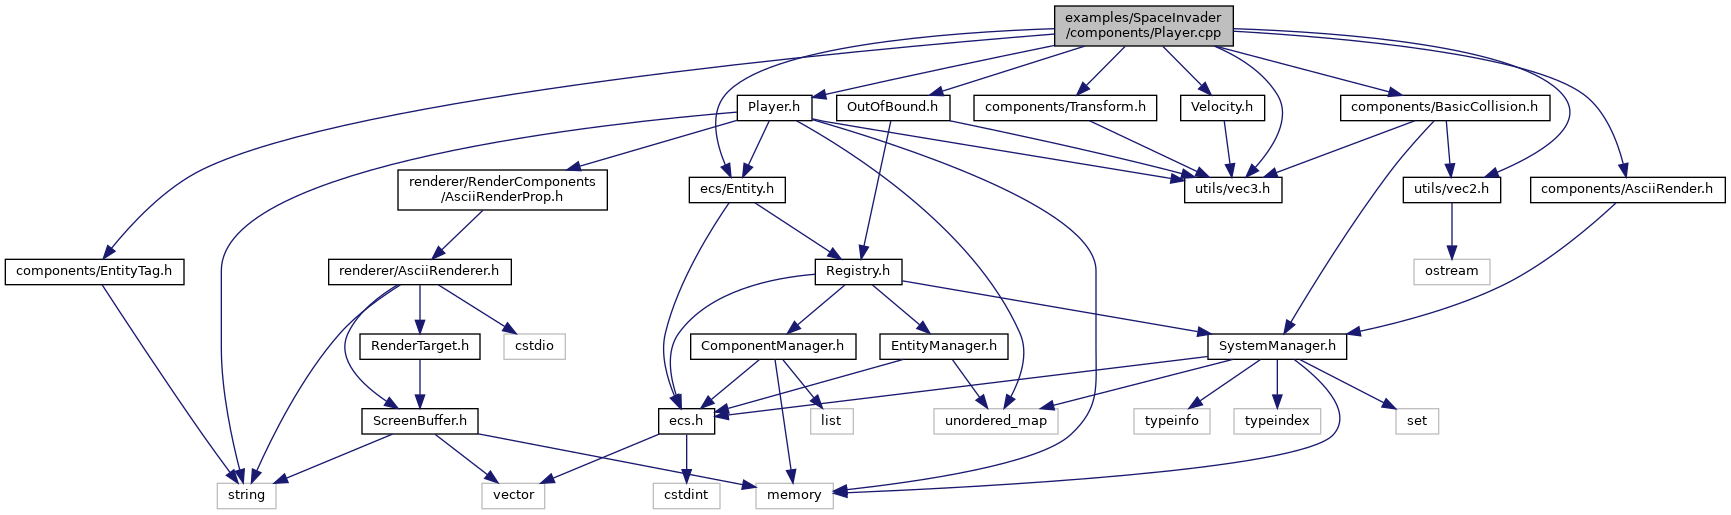 examples/SpaceInvader
/components/Player.cpp
Player.h
OutOfBound.h
components/Transform.h
Velocity.h
components/BasicCollision.h
renderer/RenderComponents
/AsciiRenderProp.h
ecs/Entity.h
utils/vec3.h
utils/vec2.h
components/AsciiRender.h
components/EntityTag.h
renderer/AsciiRenderer.h
Registry.h
ostream
RenderTarget.h
cstdio
ComponentManager.h
EntityManager.h
SystemManager.h
ScreenBuffer.h
ecs.h
list
unordered_map
typeinfo
typeindex
set
string
vector
cstdint
memory